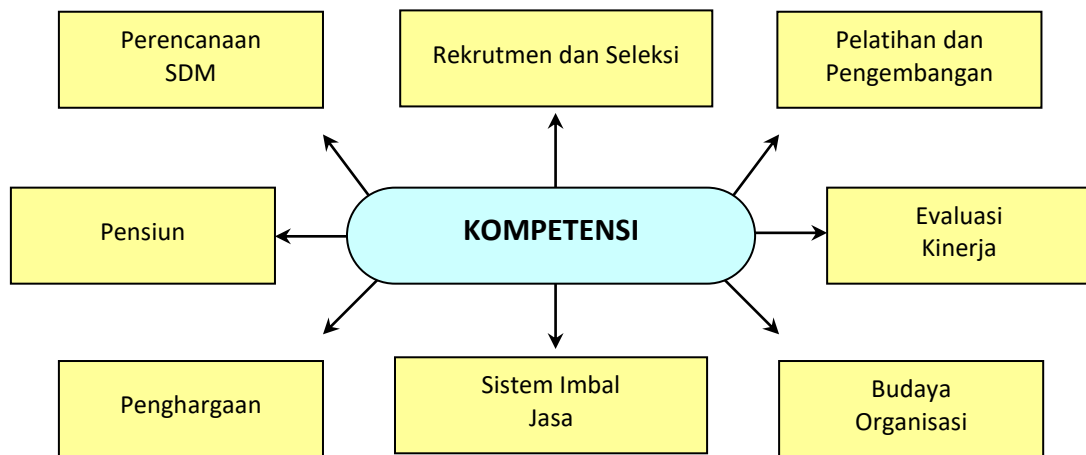 Perencanaan
SDM
Rekrutmen dan Seleksi
Pelatihan dan
Pengembangan
Pensiun
KOMPETENSI
Evaluasi
Kinerja
Penghargaan
Sistem Imbal
Jasa
Budaya
Organisasi